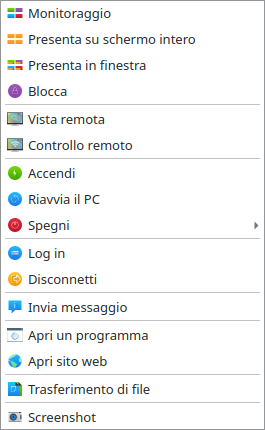 Monitoraggio
Presenta su schermo intero
Presenta in finestra
Blocca
Vista remota
Controllo remoto
Accendi
Riavvia il PC
Spegni
Log in
Disconnetti
Invia messaggio
Apri un programma
Apri sito web
Trasferimento di file
Screenshot